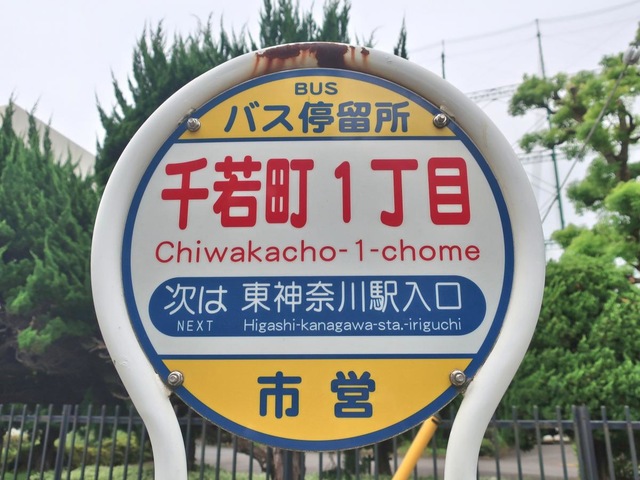 BUS
バス停留所
千若町1丁目
Chiwakacho-1-chome
次は 東神奈川駅入口
NEXT Higashi-kanagawa-sta.-iriguchi
市営